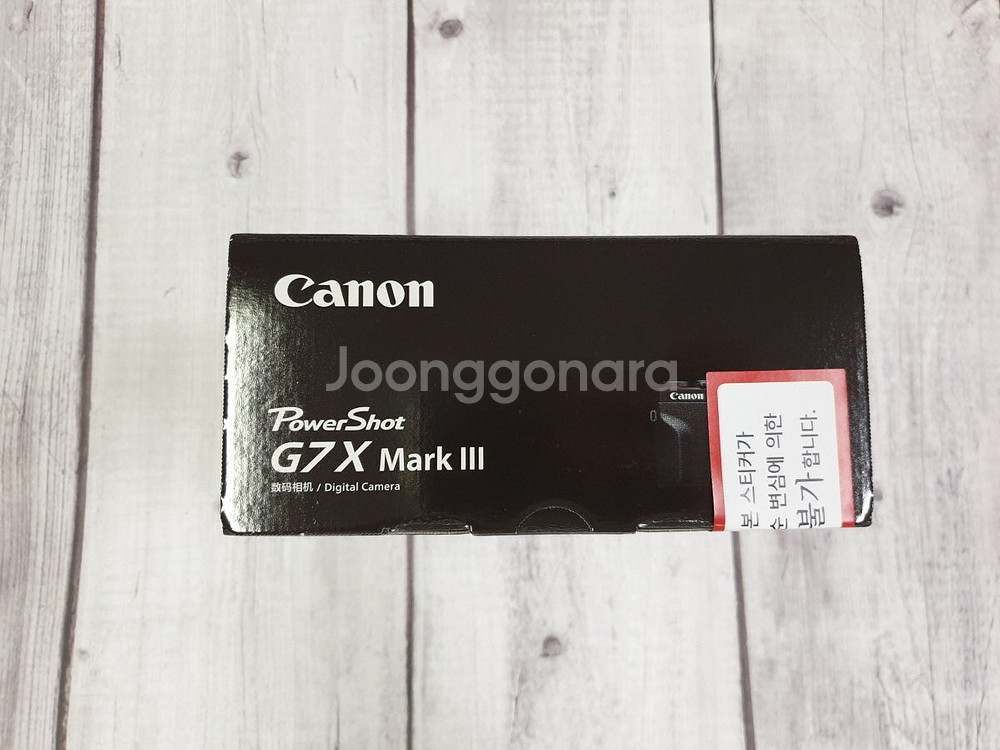 Canon
Joonggonara
PowerShot
G7X Mark III
数码相机 / Digital Camera
Canon
본 스티커가
순 변심에 의한
불가합니다.